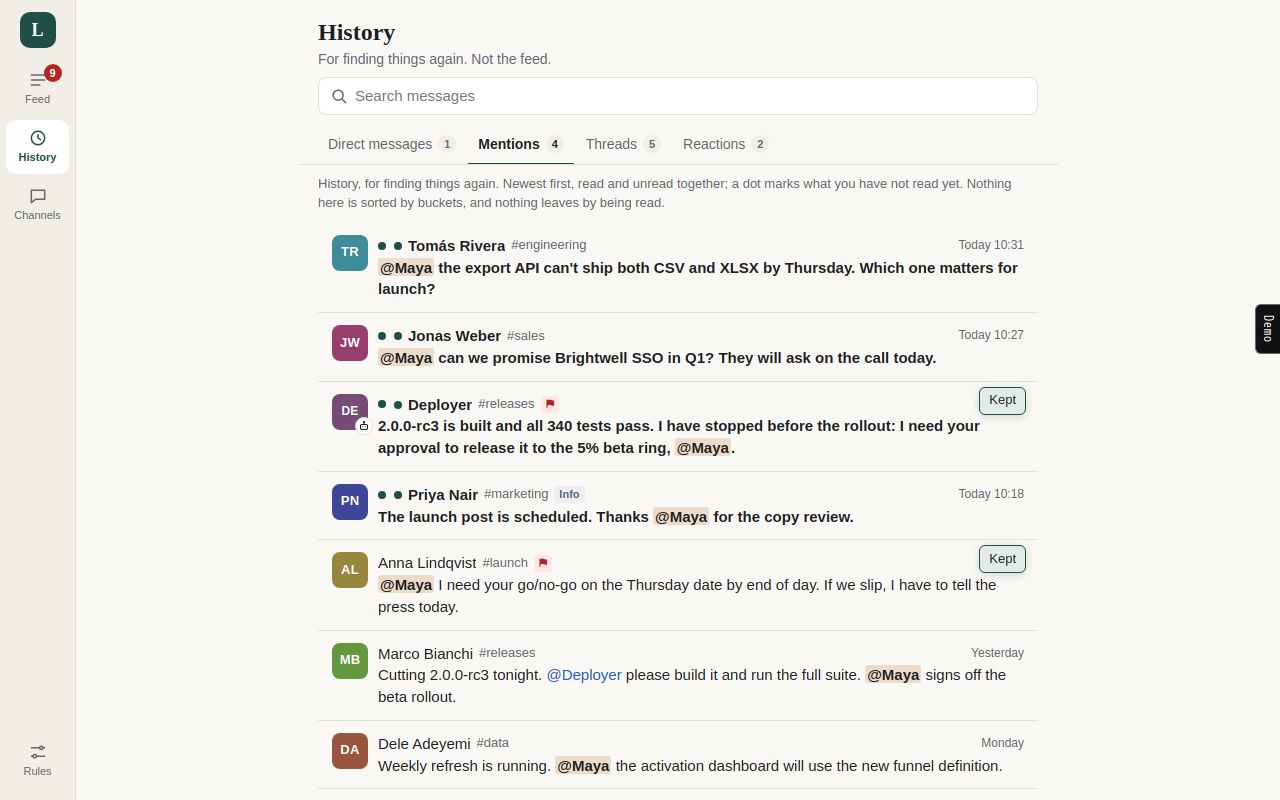 L
9
Feed
History
Channels
Rules
History
For finding things again. Not the feed.
Search messages
Direct messages 1
Mentions 4
Threads 5
Reactions 2
History, for finding things again. Newest first, read and unread together; a dot marks what you have not read yet. Nothing
here is sorted by buckets, and nothing leaves by being read.
TR
Tomás Rivera #engineering Today 10:31
@Maya the export API can't ship both CSV and XLSX by Thursday. Which one matters for
launch?
JW
Jonas Weber #sales Today 10:27
@Maya can we promise Brightwell SSO in Q1? They will ask on the call today.
DE
Deployer #releases Kept
2.0.0-rc3 is built and all 340 tests pass. I have stopped before the rollout: I need your
approval to release it to the 5% beta ring, @Maya.
PN
Priya Nair #marketing Info Today 10:18
The launch post is scheduled. Thanks @Maya for the copy review.
AL
Anna Lindqvist #launch Kept
@Maya I need your go/no-go on the Thursday date by end of day. If we slip, I have to tell the
press today.
MB
Marco Bianchi #releases Yesterday
Cutting 2.0.0-rc3 tonight. @Deployer please build it and run the full suite. @Maya signs off the
beta rollout.
DA
Dele Adeyemi #data Monday
Weekly refresh is running. @Maya the activation dashboard will use the new funnel definition.
Demo